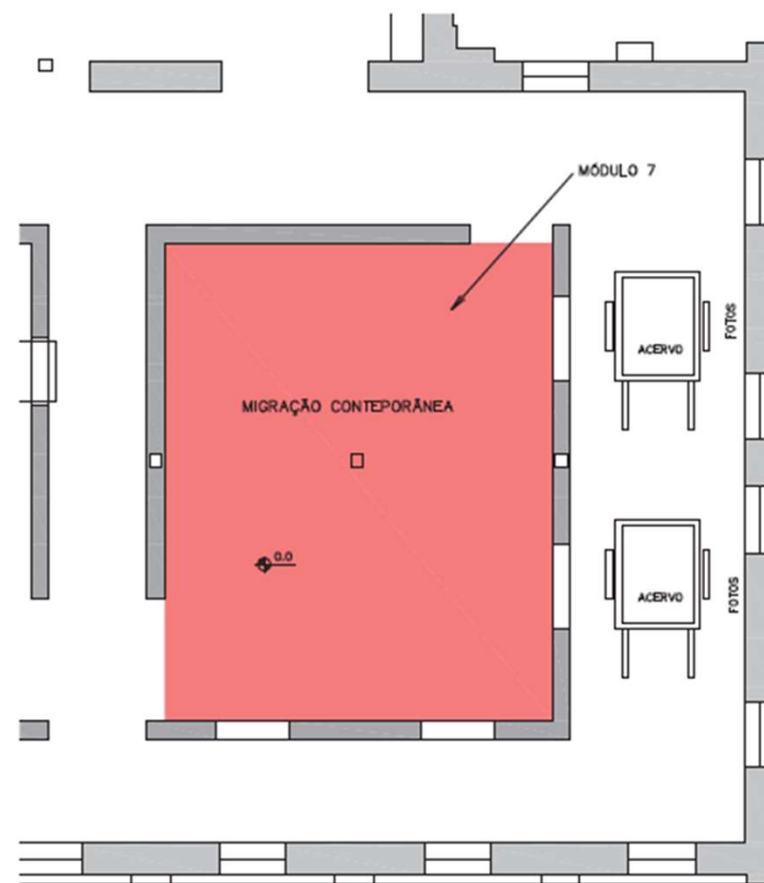 MÓDULO 7
FOTOS
ACERVO
MIGRAÇÃO CONTEPORÂNEA
0.0
ACERVO
FOTOS